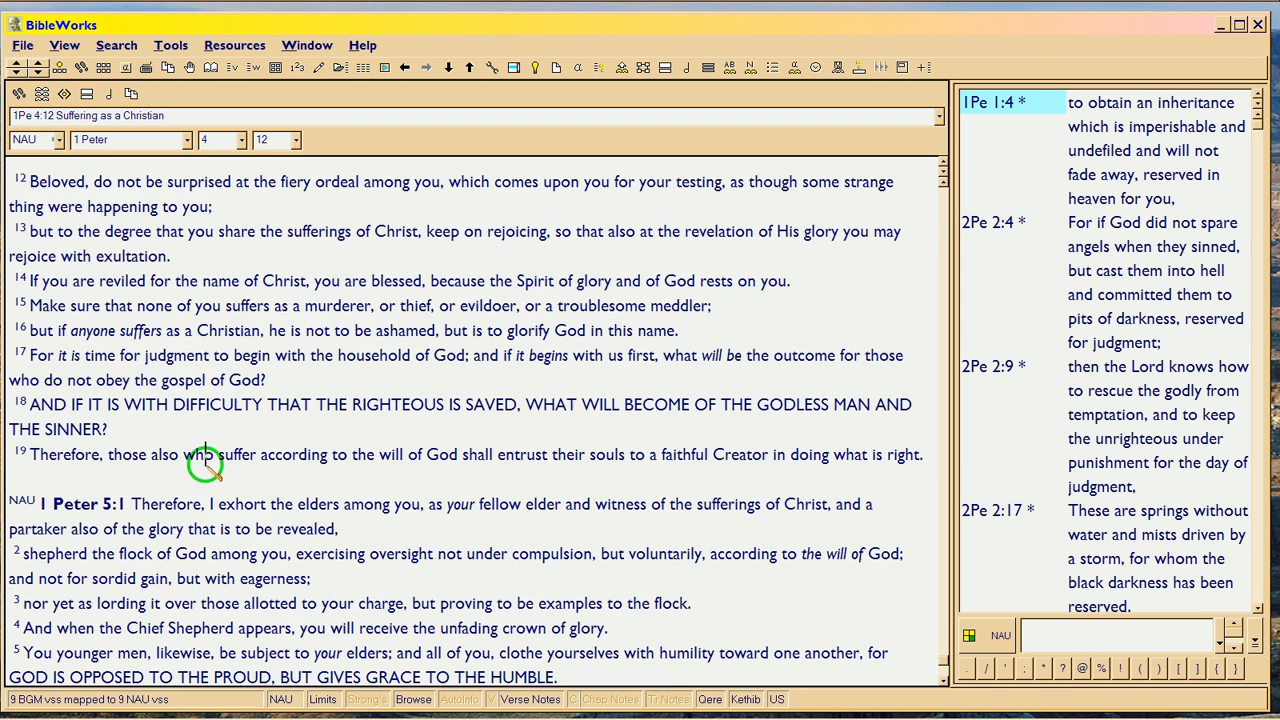 BibleWorks
File View Search Tools Resources Window Help
1Pe 4:12 Suffering as a Christian
NAU 1 Peter 4 12
12 Beloved, do not be surprised at the fiery ordeal among you, which comes upon you for your testing, as though some strange
thing were happening to you;
13 but to the degree that you share the sufferings of Christ, keep on rejoicing, so that also at the revelation of His glory you may
rejoice with exultation.
14 If you are reviled for the name of Christ, you are blessed, because the Spirit of glory and of God rests on you.
15 Make sure that none of you suffers as a murderer, or thief, or evildoer, or a troublesome meddler;
16 but if anyone suffers as a Christian, he is not to be ashamed, but is to glorify God in this name.
17 For it is time for judgment to begin with the household of God; and if it begins with us first, what will be the outcome for those
who do not obey the gospel of God?
18 AND IF IT IS WITH DIFFICULTY THAT THE RIGHTEOUS IS SAVED, WHAT WILL BECOME OF THE GODLESS MAN AND
THE SINNER?
19 Therefore, those also who suffer according to the will of God shall entrust their souls to a faithful Creator in doing what is right.
NAU 1 Peter 5:1 Therefore, I exhort the elders among you, as your fellow elder and witness of the sufferings of Christ, and a
partaker also of the glory that is to be revealed,
2 shepherd the flock of God among you, exercising oversight not under compulsion, but voluntarily, according to the will of God;
and not for sordid gain, but with eagerness;
3 nor yet as lording it over those allotted to your charge, but proving to be examples to the flock.
4 And when the Chief Shepherd appears, you will receive the unfading crown of glory.
5 You younger men, likewise, be subject to your elders; and all of you, clothe yourselves with humility toward one another, for
GOD IS OPPOSED TO THE PROUD, BUT GIVES GRACE TO THE HUMBLE.
1Pe 1:4 * to obtain an inheritance
which is imperishable and
undefiled and will not
fade away, reserved in
heaven for you,
2Pe 2:4 * For if God did not spare
angels when they sinned,
but cast them into hell
and committed them to
pits of darkness, reserved
for judgment;
2Pe 2:9 * then the Lord knows how
to rescue the godly from
temptation, and to keep
the unrighteous under
punishment for the day of
judgment,
2Pe 2:17 * These are springs without
water and mists driven by
a storm, for whom the
black darkness has been
reserved.
NAU
. / ' ; * ? @ % ! ( ) [ ] { }
9 BGM vss mapped to 9 NAU vss NAU Limits Strong's Browse AutoInfo V Verse Notes C Chap Notes Tr.Notes Qere Kethib US